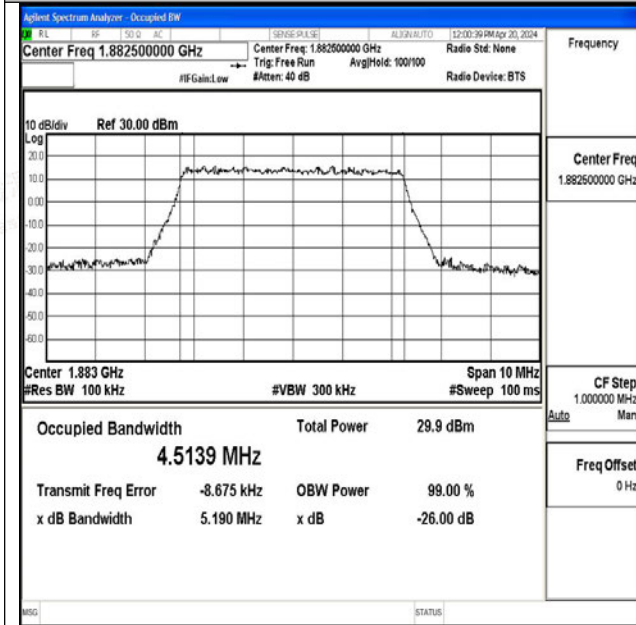 Agilent Spectrum Analyzer - Occupied BW
RL RF 50 Ω AC SENSE:PULSE ALIGNAUTO 12:00:39 PM Apr 20, 2024
Center Freq 1.882500000 GHz
Center Freq: 1.882500000 GHz
Radio Std: None
Trig: Free Run Avg|Hold: 100/100
#IFGain:Low
#Atten: 40 dB
Radio Device: BTS
Frequency
10 dB/div Ref 30.00 dBm
Log
20.0
10.0
0.00
-10.0
-20.0
-30.0
-40.0
-50.0
-60.0
Center Freq
1.882500000 GHz
Center 1.883 GHz
Span 10 MHz
#Res BW 100 kHz
#VBW 300 kHz
#Sweep 100 ms
CF Step
1.000000 MHz
Auto Man
Occupied Bandwidth
4.5139 MHz
Total Power 29.9 dBm
Transmit Freq Error -8.675 kHz
OBW Power 99.00 %
x dB Bandwidth 5.190 MHz
x dB -26.00 dB
Freq Offset
0 Hz
MSG
STATUS